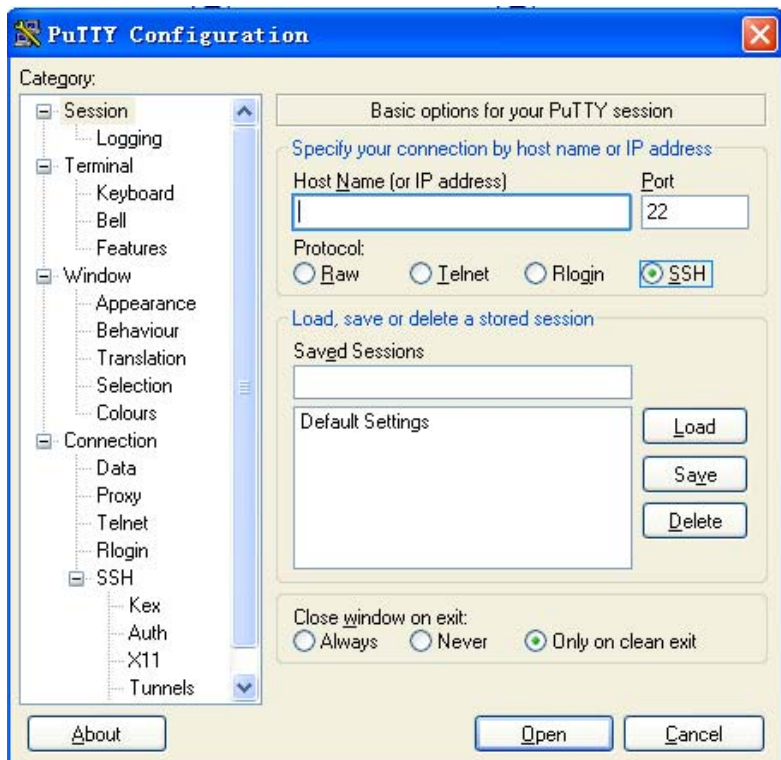 PuTTY Configuration
Category:
Session
Logging
Terminal
Keyboard
Bell
Features
Window
Appearance
Behaviour
Translation
Selection
Colours
Connection
Data
Proxy
Telnet
Rlogin
SSH
Kex
Auth
X11
Tunnels
Basic options for your PuTTY session
Specify your connection by host name or IP address
Host Name (or IP address) Port
22
Protocol:
Raw Telnet Rlogin SSH
Load, save or delete a stored session
Saved Sessions
Default Settings
Load
Save
Delete
Close window on exit:
Always Never Only on clean exit
About Open Cancel